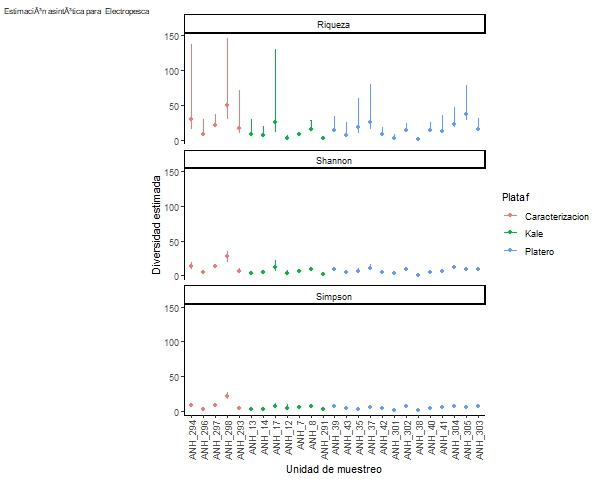 EstimaciÃ³n asintÃ³tica para Electropesca
Riqueza
150
100
50
0
Shannon
150
100
50
0
Simpson
150
100
50
0
Diversidad estimada
ANH_294
ANH_296
ANH_297
ANH_298
ANH_293
ANH_13
ANH_14
ANH_17
ANH_12
ANH_7
ANH_8
ANH_291
ANH_39
ANH_43
ANH_35
ANH_37
ANH_42
ANH_301
ANH_302
ANH_38
ANH_40
ANH_41
ANH_304
ANH_305
ANH_303
Unidad de muestreo
Plataf
Caracterizacion
Kale
Platero